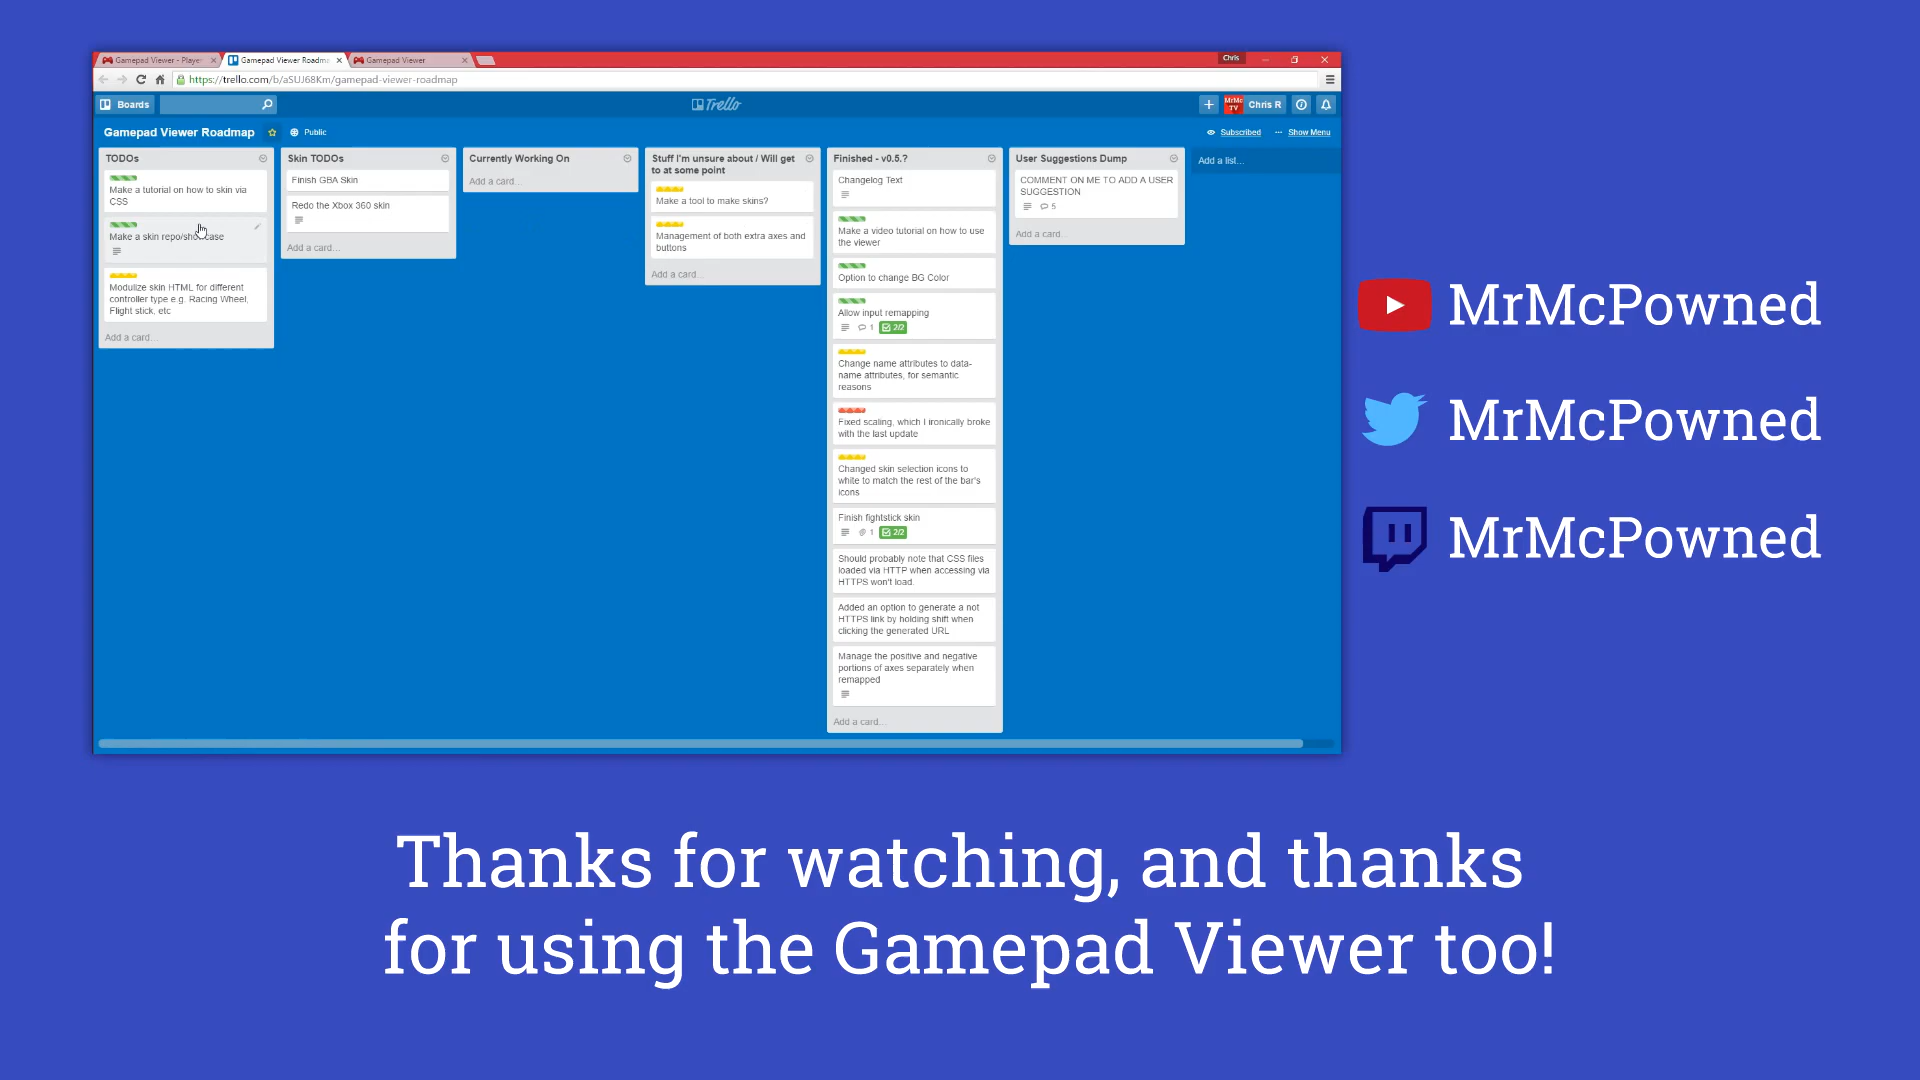 Gamepad Viewer - Playe
Gamepad Viewer Roadma
Gamepad Viewer
Chris
https://trello.com/b/aSUJ68Km/gamepad-viewer-roadmap
Boards
Trello
MrMc
TV
Chris R
Gamepad Viewer Roadmap
Public
Subscribed
Show Menu
TODOs
Make a tutorial on how to skin via
CSS
Make a skin repo/showcase
Modulize skin HTML for different
controller type e.g. Racing Wheel,
Flight stick, etc
Add a card...
Skin TODOs
Finish GBA Skin
Redo the Xbox 360 skin
Add a card...
Currently Working On
Add a card...
Stuff I'm unsure about / Will get
to at some point
Make a tool to make skins?
Management of both extra axes and
buttons
Add a card...
Finished - v0.5.?
Changelog Text
Make a video tutorial on how to use
the viewer
Option to change BG Color
Allow input remapping
1
2/2
Change name attributes to data-
name attributes, for semantic
reasons
Fixed scaling, which I ironically broke
with the last update
Changed skin selection icons to
white to match the rest of the bar's
icons
Finish fightstick skin
1
2/2
Should probably note that CSS files
loaded via HTTP when accessing via
HTTPS won't load.
Added an option to generate a not
HTTPS link by holding shift when
clicking the generated URL
Manage the positive and negative
portions of axes separately when
remapped
Add a card...
User Suggestions Dump
COMMENT ON ME TO ADD A USER
SUGGESTION
5
Add a card...
Add a list...
MrMcPowned
MrMcPowned
MrMcPowned
Thanks for watching, and thanks
for using the Gamepad Viewer too!